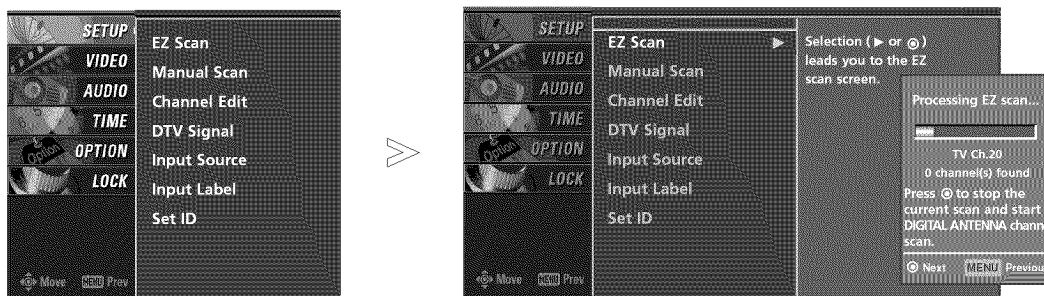 SETUP
VIDEO
AUDIO
TIME
OPTION
LOCK
EZ Scan
Manual Scan
Channel Edit
DTV Signal
Input Source
Input Label
Set ID
Option
Move MENU Prev
>
SETUP
VIDEO
AUDIO
TIME
OPTION
LOCK
Option
Move MENU Prev
EZ Scan ▶
Manual Scan
Channel Edit
DTV Signal
Input Source
Input Label
Set ID
Selection ( ▶ or ◉ )
leads you to the EZ
scan screen.
Processing EZ scan...
TV Ch.20
0 channel(s) found
Press ◉ to stop the
current scan and start
DIGITAL ANTENNA chann
scan.
◉ Next MENU Previou